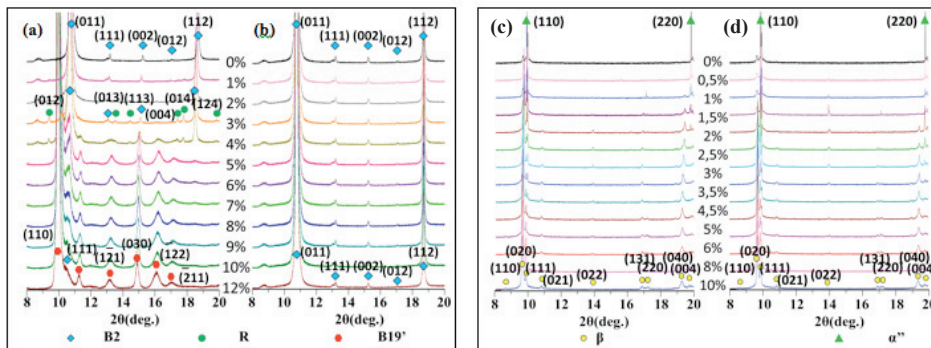 (a) (011) (112)
(111) (002) (012)
(b) (011) (112)
(111) (002) (012)
0%
1%
2%
3%
4%
5%
6%
7%
8%
9%
10%
12%
(012) (013) (113) (014)
(004) (124)
(110)
(111) (121) (030) (122)
(211)
(011) (112)
(111) (002) (012)
8 10 12 14 16 18 20
8 10 12 14 16 18 20
2θ(deg.) 2θ(deg.)
B2 R B19’
(c) (110) (220)
(d) (110) (220)
0%
0,5%
1%
1,5%
2%
2,5%
3%
3,5%
4,5%
5%
6%
8%
10%
(020) (131) (040)
(110) (111) (220) (004)
(021) (022)
(020) (131) (040)
(110) (111) (220) (004)
(021) (022)
8 10 12 14 16 18 20
8 10 12 14 16 18 20
2θ(deg.) 2θ(deg.)
β α’’